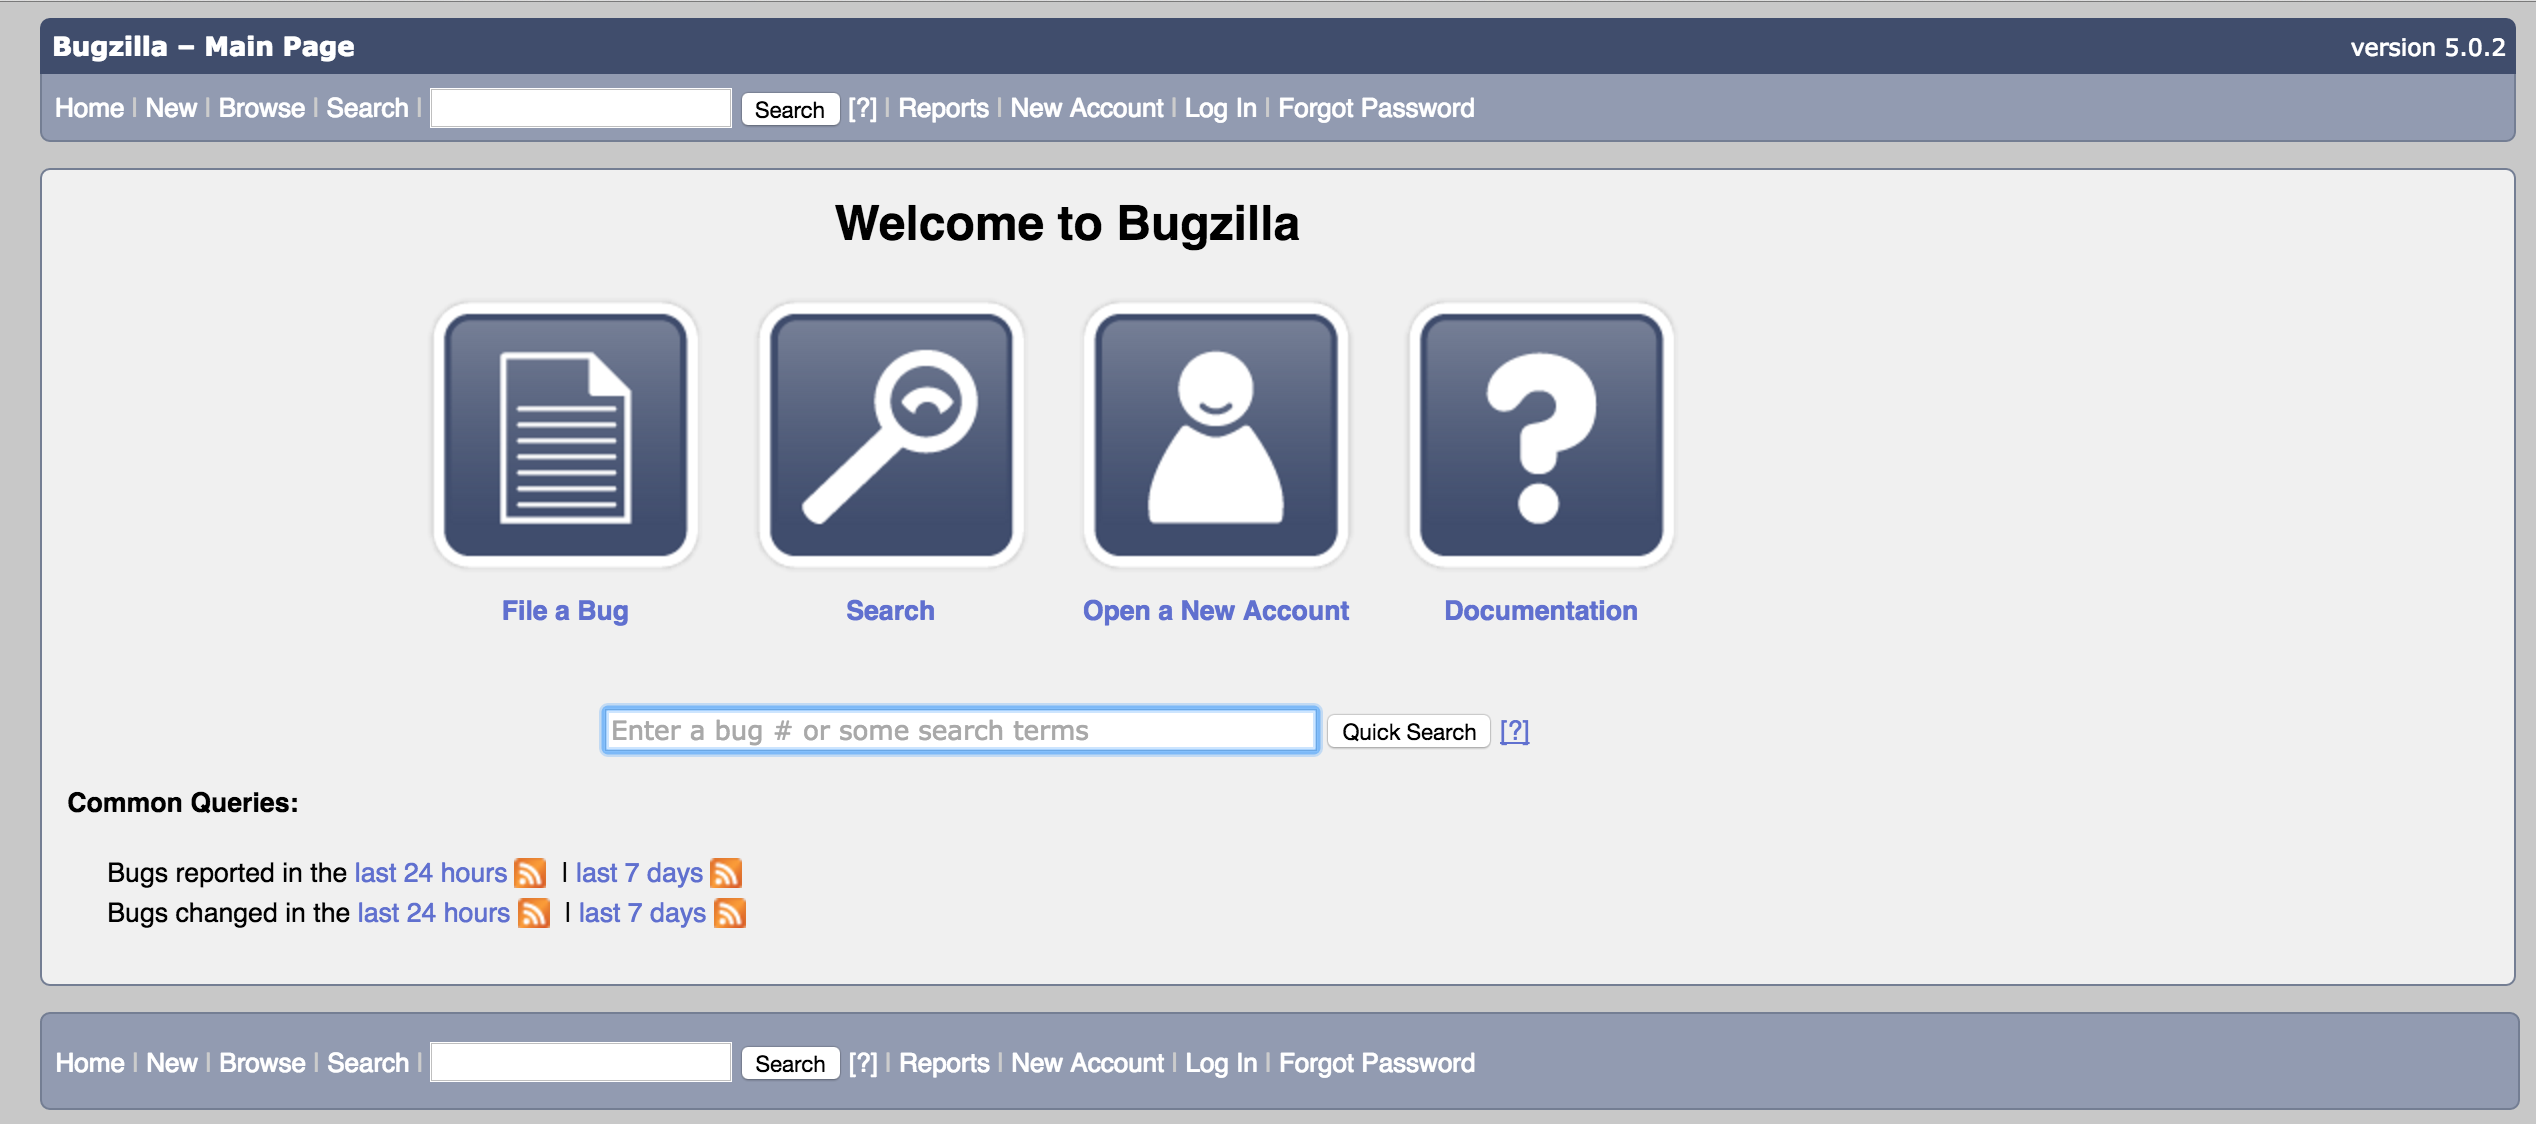 Bugzilla – Main Page
version 5.0.2
Home | New | Browse | Search | Search [?] | Reports | New Account | Log In | Forgot Password
Welcome to Bugzilla
File a Bug
Search
Open a New Account
Documentation
Enter a bug # or some search terms
Quick Search
[?]
Common Queries:
Bugs reported in the last 24 hours | last 7 days
Bugs changed in the last 24 hours | last 7 days
Home | New | Browse | Search | Search [?] | Reports | New Account | Log In | Forgot Password